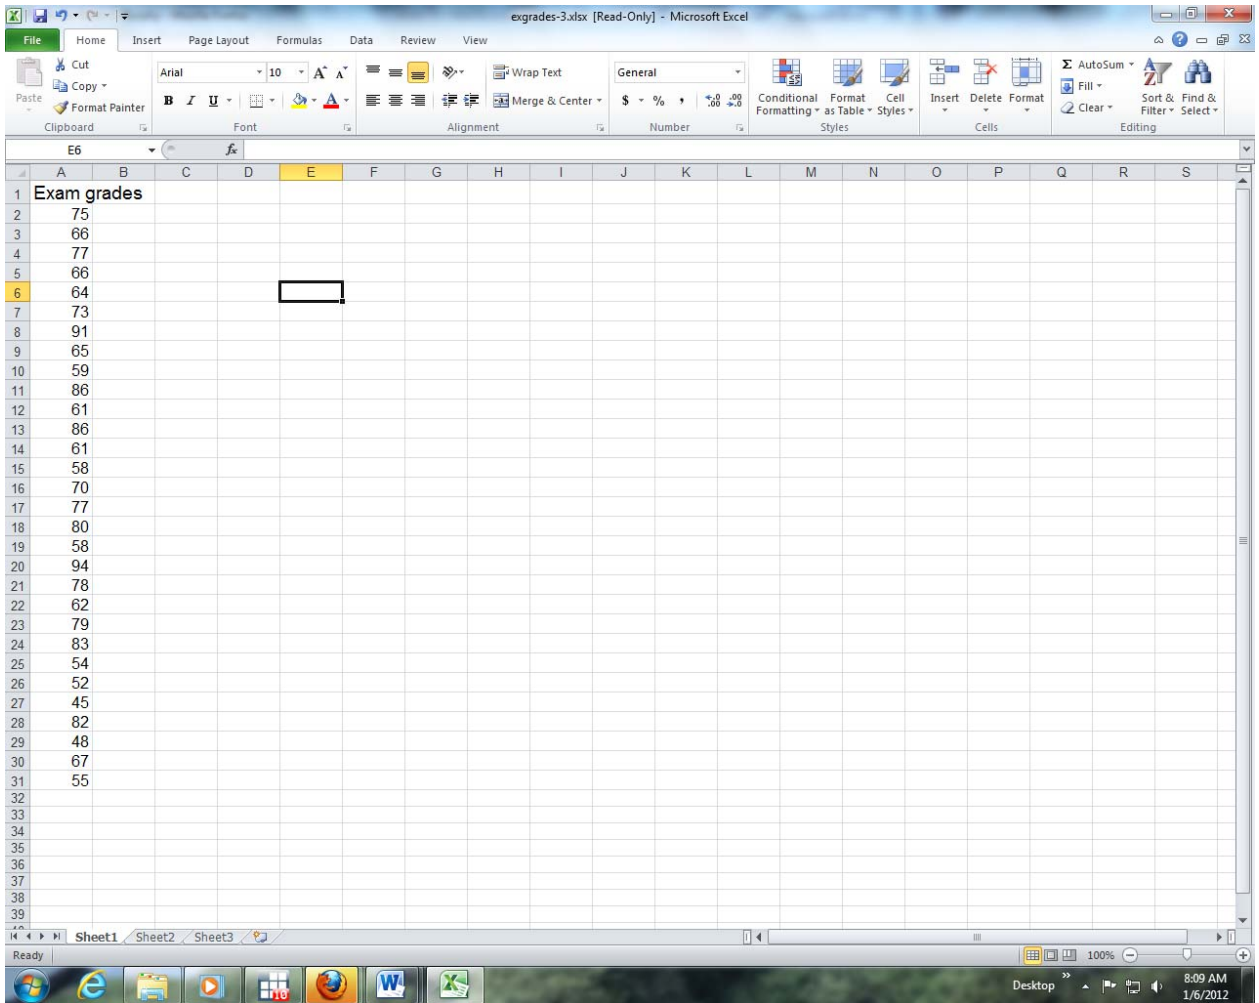 exgrades-3.xlsx [Read-Only] - Microsoft Excel
File Home Insert Page Layout Formulas Data Review View
Cut
Copy
Format Painter
Paste
Clipboard
Arial 10 A A
B I U A
Font
Wrap Text
Merge & Center
Alignment
General
$ % , .0 .00 .00 .0
Number
Conditional Formatting
Format as Table
Cell Styles
Styles
Insert Delete Format
Cells
Σ AutoSum
Fill
Clear
Sort & Filter
Find & Select
Editing
E6 fx
A B C D E F G H I J K L M N O P Q R S
1 Exam grades
2 75
3 66
4 77
5 66
6 64
7 73
8 91
9 65
10 59
11 86
12 61
13 86
14 61
15 58
16 70
17 77
18 80
19 58
20 94
21 78
22 62
23 79
24 83
25 54
26 52
27 45
28 82
29 48
30 67
31 55
32
33
34
35
36
37
38
39
Sheet1 Sheet2 Sheet3
Ready 100%
Desktop » 8:09 AM
1/6/2012